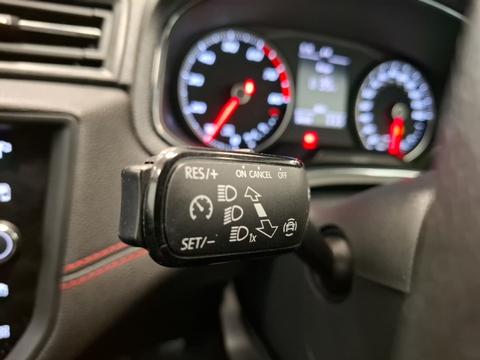 RES/+
ON CANCEL OFF
SET/-
1x